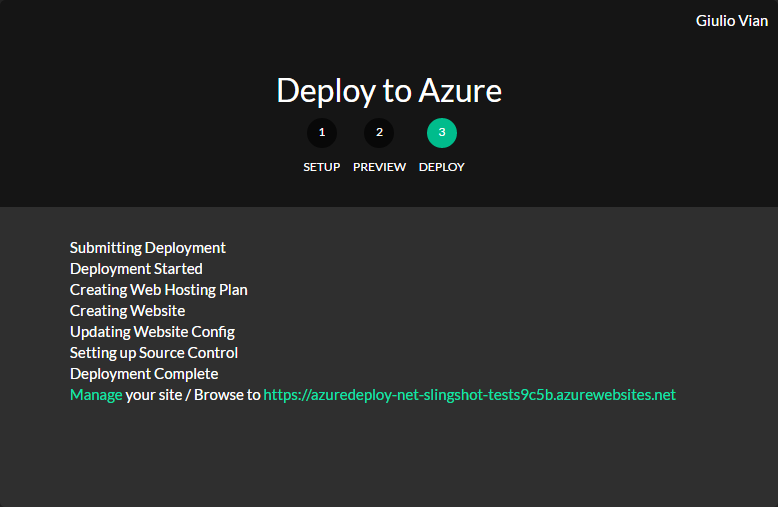 Giulio Vian
Deploy to Azure
1 2 3
SETUP PREVIEW DEPLOY
Submitting Deployment
Deployment Started
Creating Web Hosting Plan
Creating Website
Updating Website Config
Setting up Source Control
Deployment Complete
Manage your site / Browse to https://azuredeploy-net-slingshot-tests9c5b.azurewebsites.net